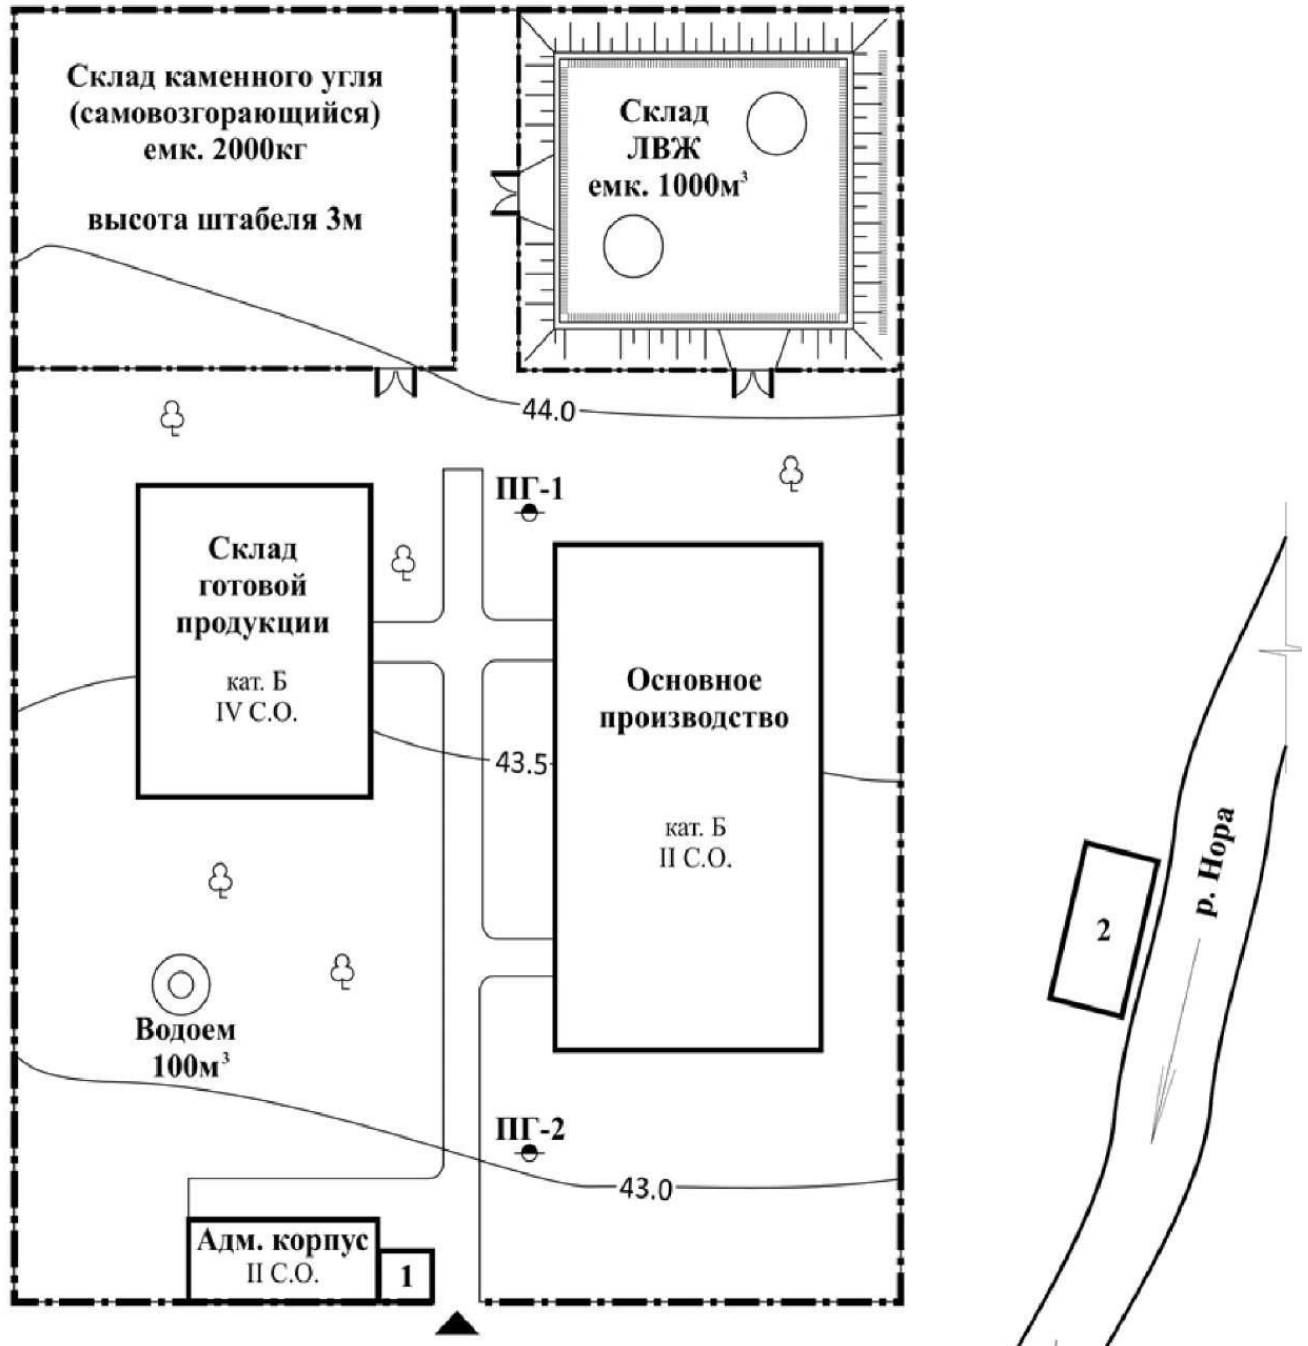 Склад каменного угля
(самовозгорающийся)
емк. 2000кг
высота штабеля 3м
Склад
ЛВЖ
емк. 1000м³
44.0
ПГ-1
Склад
готовой
продукции
кат. Б
IV С.О.
Основное
производство
кат. Б
II С.О.
43.5
р. Нора
2
Водоем
100м³
ПГ-2
43.0
Адм. корпус
II С.О.
1